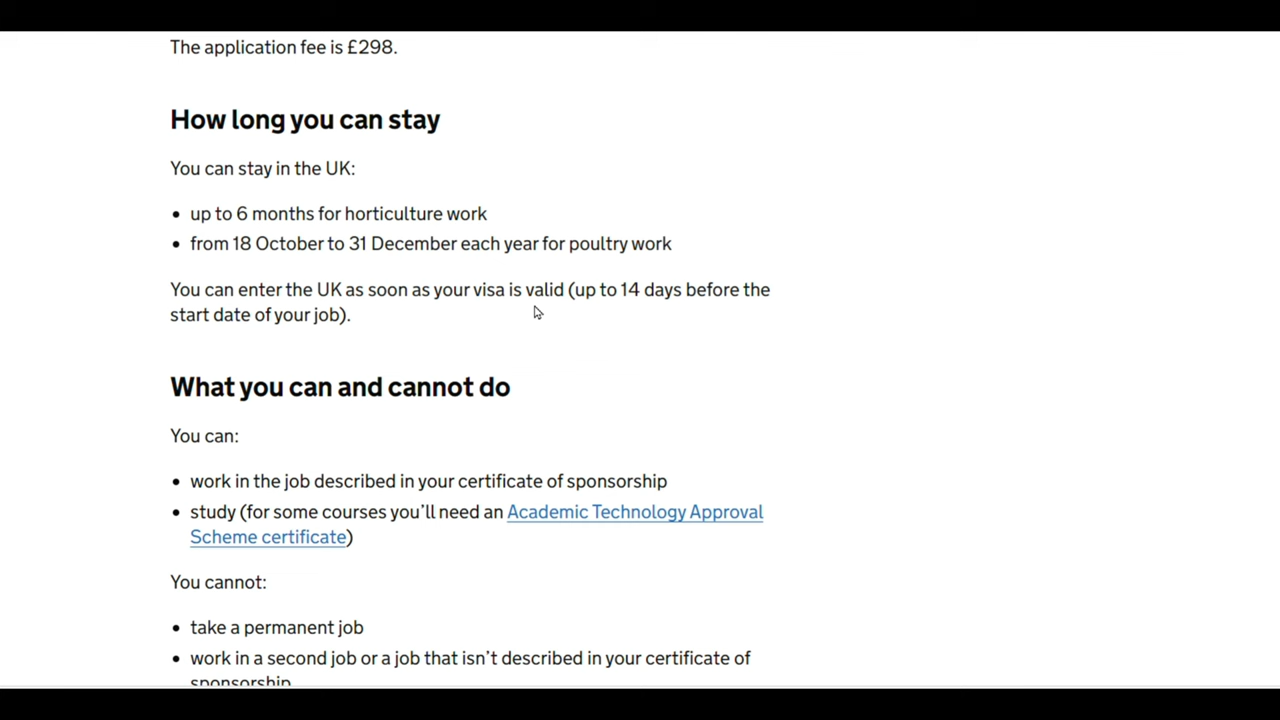 The application fee is £298.
How long you can stay
You can stay in the UK:
• up to 6 months for horticulture work
• from 18 October to 31 December each year for poultry work
You can enter the UK as soon as your visa is valid (up to 14 days before the
start date of your job).
What you can and cannot do
You can:
• work in the job described in your certificate of sponsorship
• study (for some courses you’ll need an Academic Technology Approval
Scheme certificate)
You cannot:
• take a permanent job
• work in a second job or a job that isn’t described in your certificate of
sponsorship